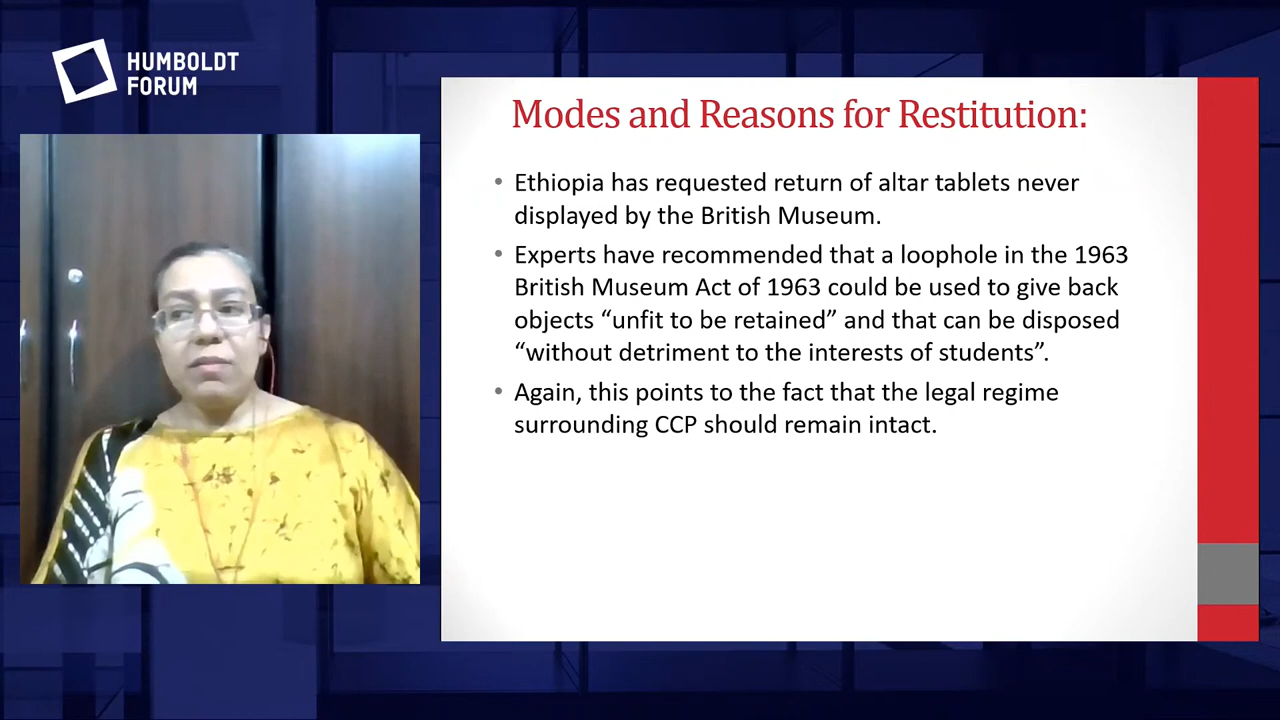 HUMBOLDT
FORUM
Modes and Reasons for Restitution:
• Ethiopia has requested return of altar tablets never
displayed by the British Museum.
• Experts have recommended that a loophole in the 1963
British Museum Act of 1963 could be used to give back
objects “unfit to be retained” and that can be disposed
“without detriment to the interests of students”.
• Again, this points to the fact that the legal regime
surrounding CCP should remain intact.